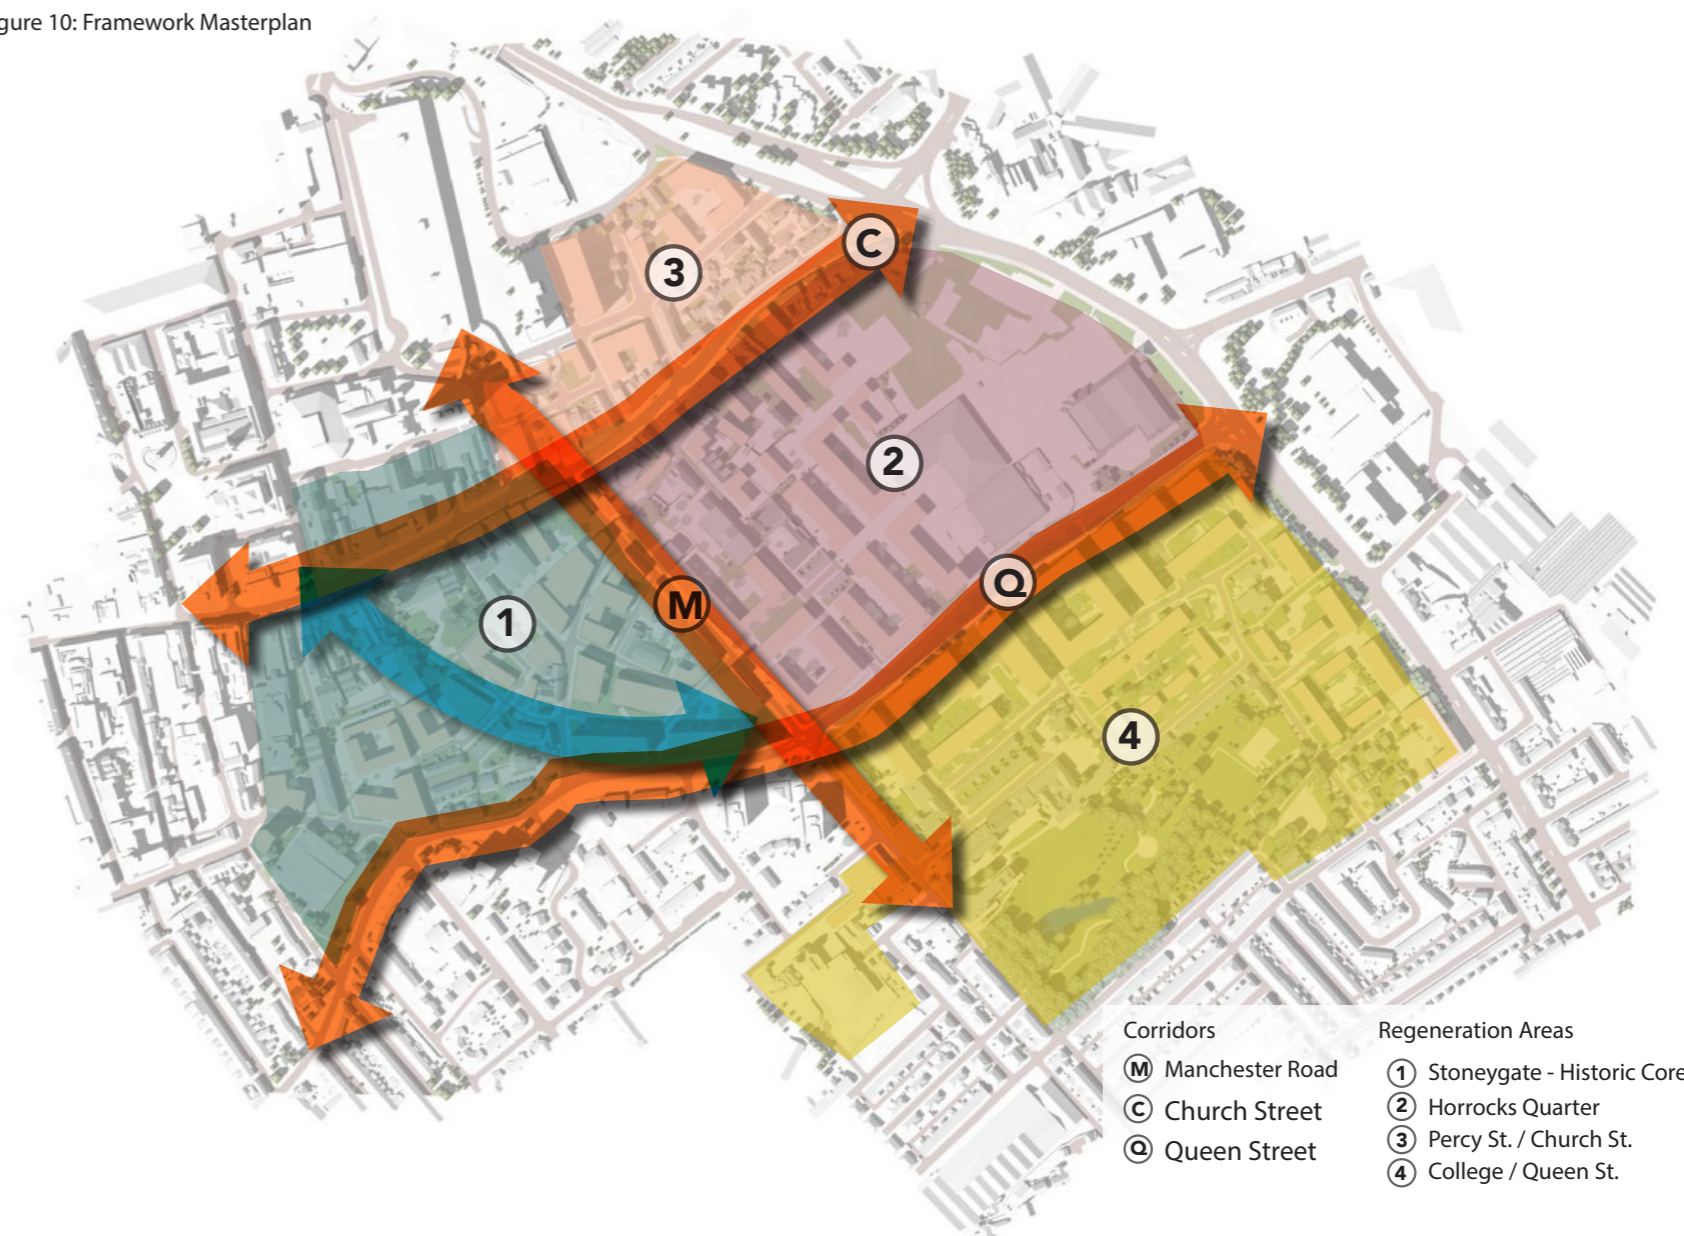 gure 10: Framework Masterplan
C
3
2
Q
M
1
4
Corridors
M Manchester Road
C Church Street
Q Queen Street
Regeneration Areas
1 Stoneygate - Historic Core
2 Horrocks Quarter
3 Percy St. / Church St.
4 College / Queen St.